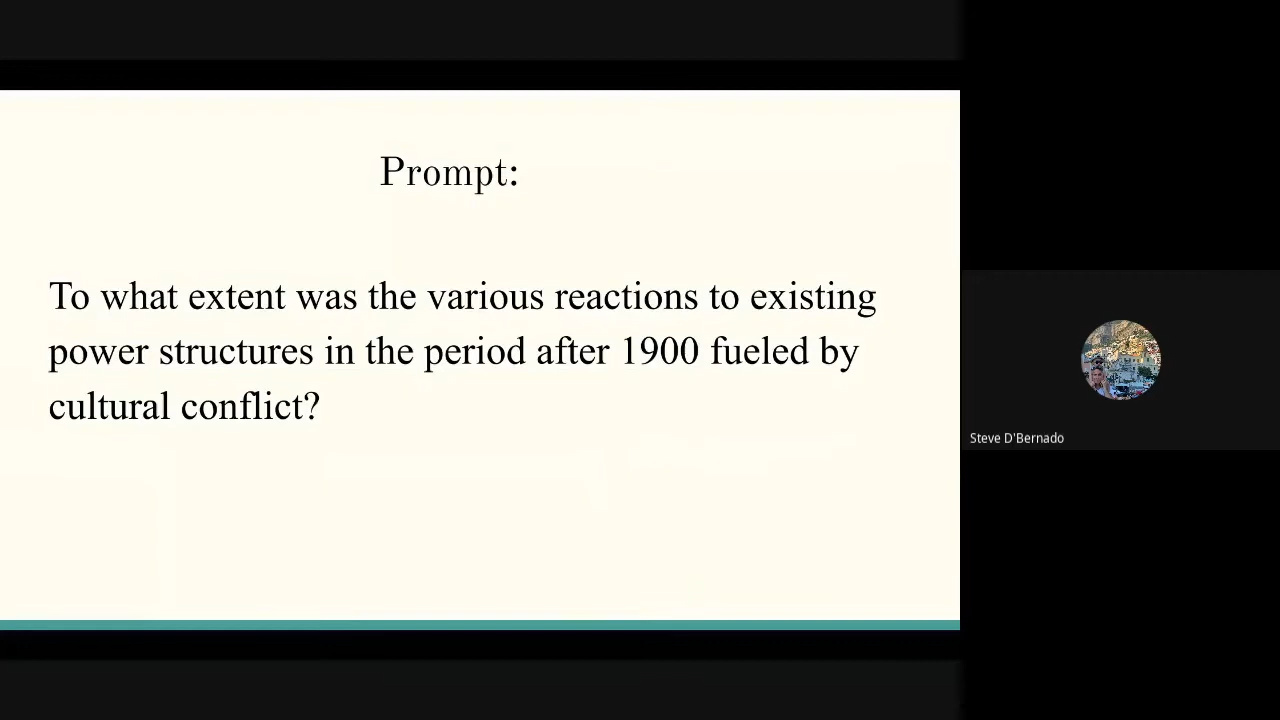 Prompt:
To what extent was the various reactions to existing
power structures in the period after 1900 fueled by
cultural conflict?
Steve D'Bernado